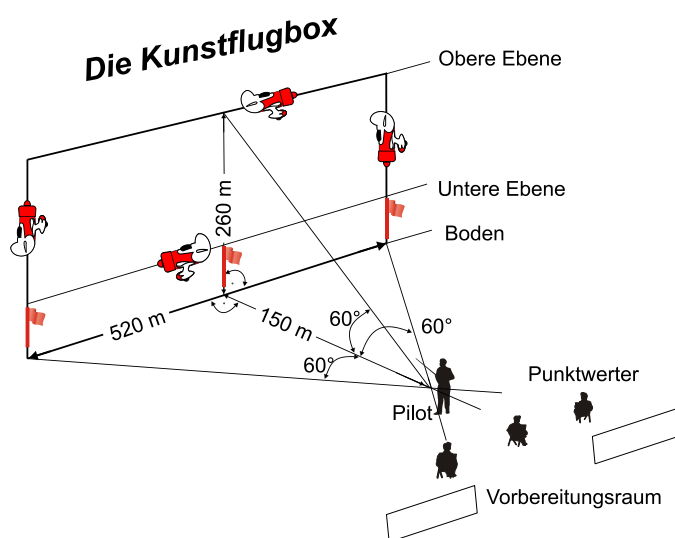 Die Kunstflugbox
Obere Ebene
Untere Ebene
260 m
Boden
520 m
150 m
60°
60°
60°
Punktwerter
Pilot
Vorbereitungsraum